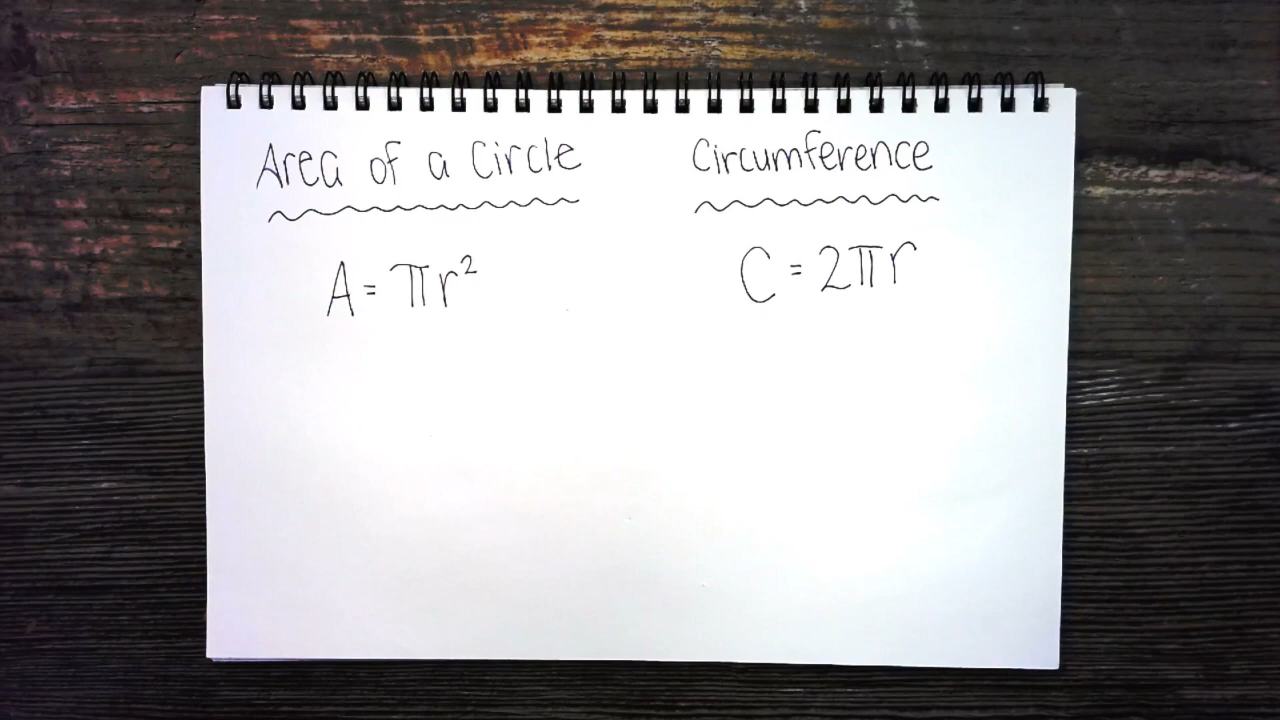 Area of a Circle
A = πr²
Circumference
C = 2πr